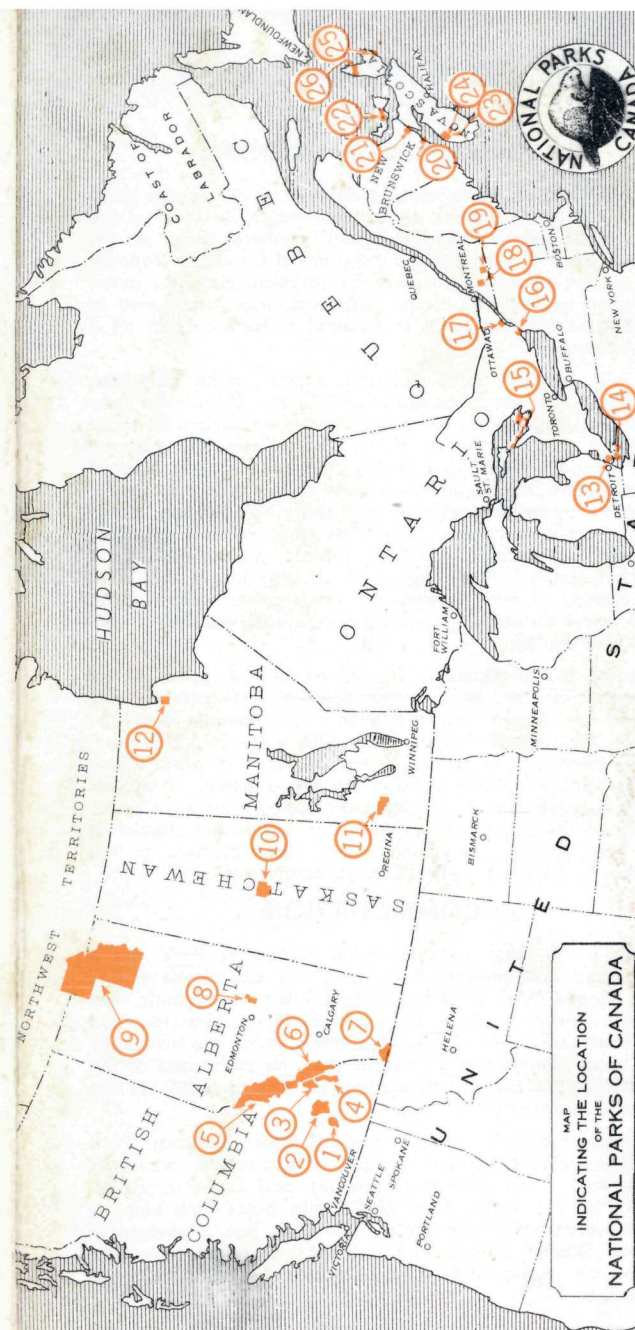 MAP
INDICATING THE LOCATION
OF THE
NATIONAL PARKS OF CANADA
NATIONAL PARKS
CANADA
NORTHWEST TERRITORIES
BRITISH
COLUMBIA
ALBERTA
SASKATCHEWAN
MANITOBA
ONTARIO
QUEBEC
HUDSON
BAY
COAST OF
LABRADOR
NEWFOUNDLAN
NEW
BRUNSWICK
NOVA SCO
UNITED STA
VICTORIA
VANCOUVER
SEATTLE
SPOKANE
PORTLAND
HELENA
EDMONTON
CALGARY
REGINA
BISMARCK
WINNIPEG
MINNEAPOLIS
FORT
WILLIAM
SAULT
ST MARIE
DETROIT
TORONTO
BUFFALO
OTTAWA
MONTREAL
QUEBEC
BOSTON
NEW YORK
HALIFAX
1
2
3
4
5
6
7
8
9
10
11
12
13
14
15
16
17
18
19
20
21
22
23
24
25
26